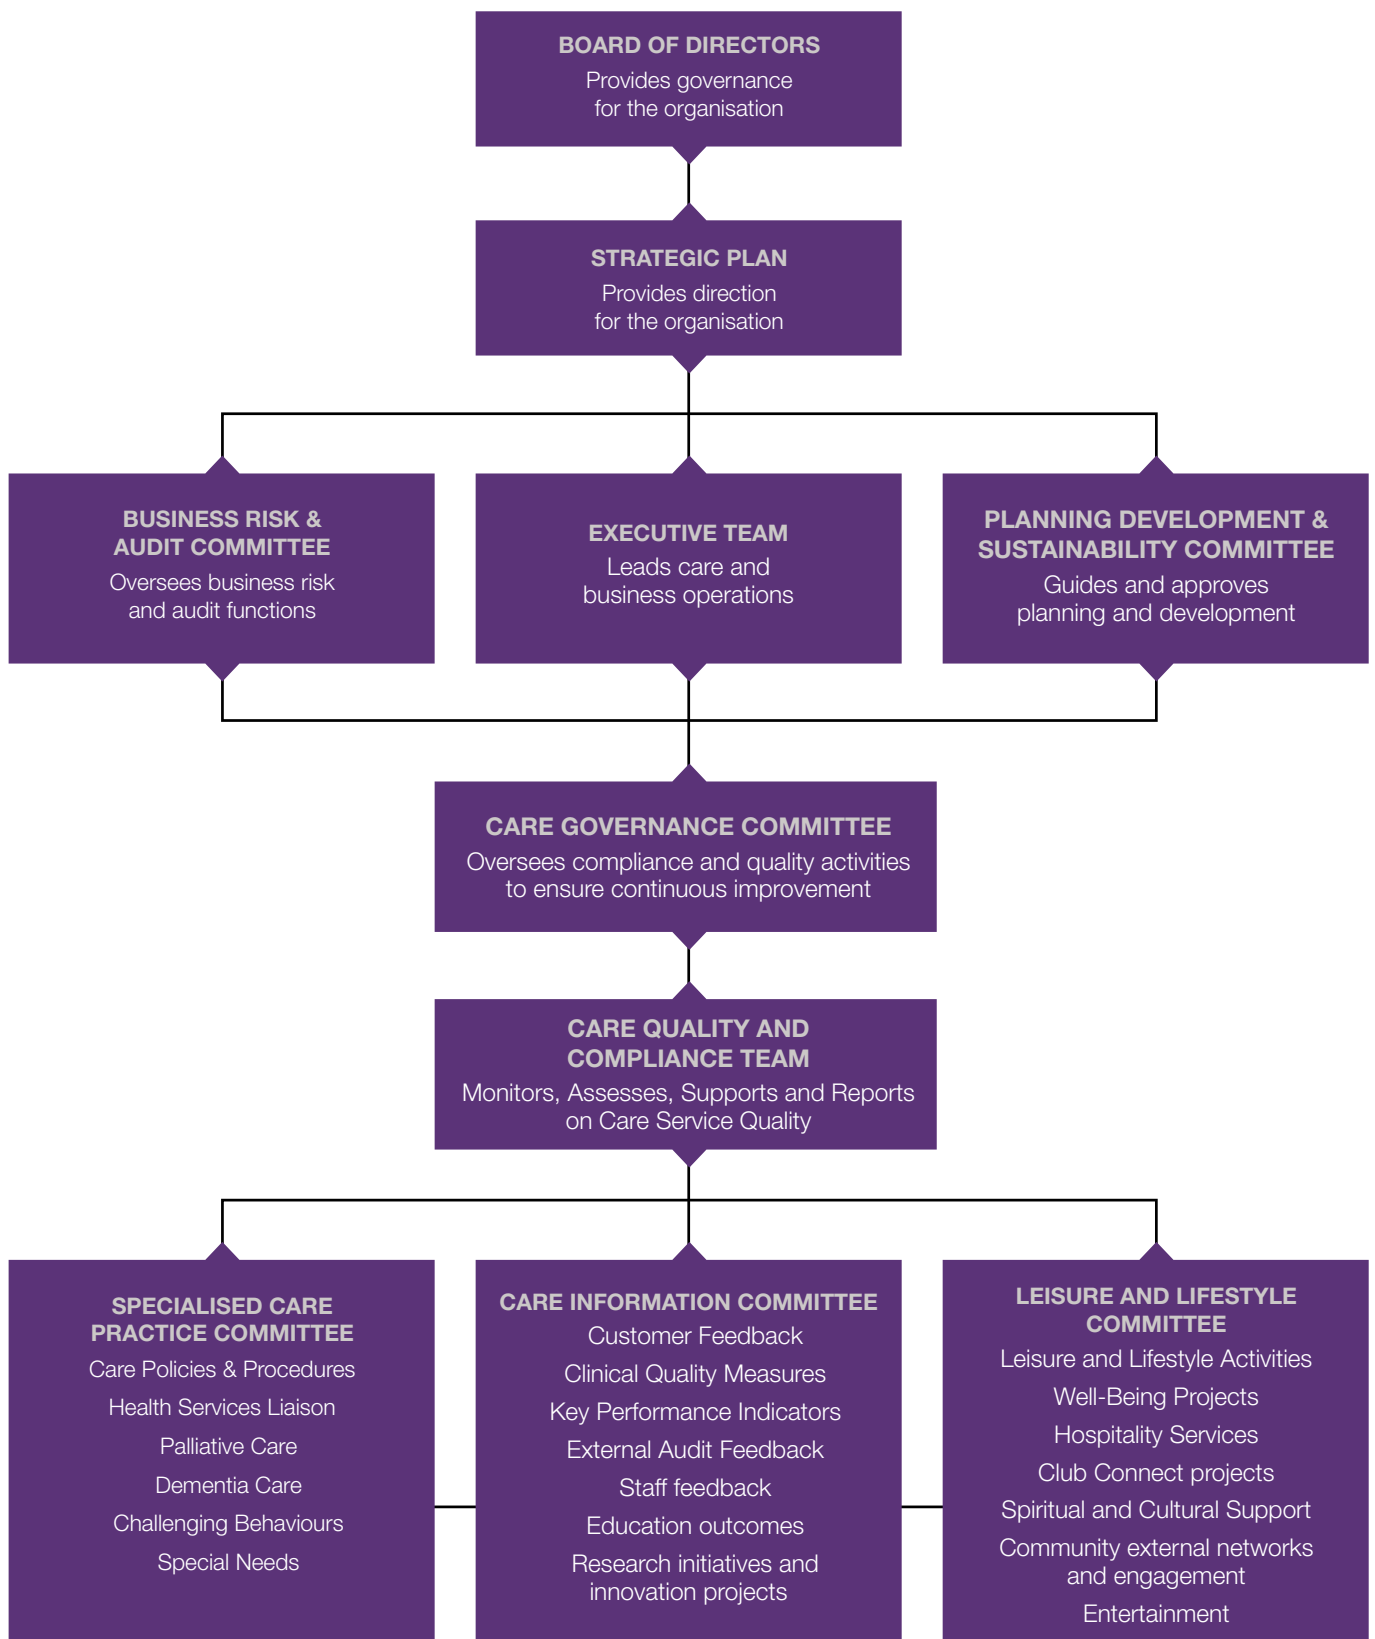 BOARD OF DIRECTORS
Provides governance
for the organisation
STRATEGIC PLAN
Provides direction
for the organisation
BUSINESS RISK &
AUDIT COMMITTEE
Oversees business risk
and audit functions
EXECUTIVE TEAM
Leads care and
business operations
PLANNING DEVELOPMENT &
SUSTAINABILITY COMMITTEE
Guides and approves
planning and development
CARE GOVERNANCE COMMITTEE
Oversees compliance and quality activities
to ensure continuous improvement
CARE QUALITY AND
COMPLIANCE TEAM
Monitors, Assesses, Supports and Reports
on Care Service Quality
SPECIALISED CARE
PRACTICE COMMITTEE
Care Policies & Procedures
Health Services Liaison
Palliative Care
Dementia Care
Challenging Behaviours
Special Needs
CARE INFORMATION COMMITTEE
Customer Feedback
Clinical Quality Measures
Key Performance Indicators
External Audit Feedback
Staff feedback
Education outcomes
Research initiatives and
innovation projects
LEISURE AND LIFESTYLE
COMMITTEE
Leisure and Lifestyle Activities
Well-Being Projects
Hospitality Services
Club Connect projects
Spiritual and Cultural Support
Community external networks
and engagement
Entertainment